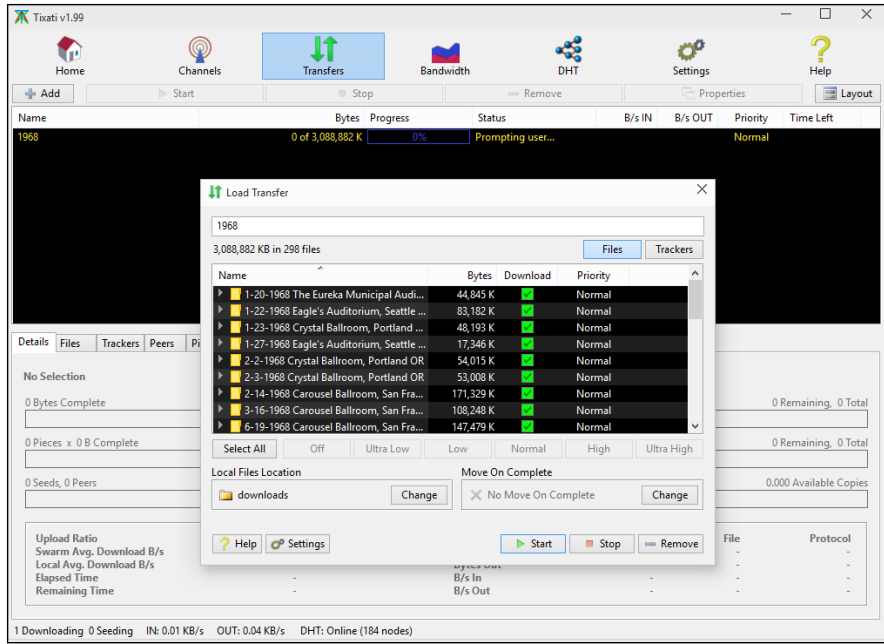 Tixati v1.99
Home Channels Transfers Bandwidth DHT Settings Help
Add Start Stop Remove Properties Layout
Name Bytes Progress Status B/s IN B/s OUT Priority Time Left
1968 0 of 3,088,882 K 0% Prompting user... Normal
Load Transfer
1968
3,088,882 KB in 298 files Files Trackers
Name Bytes Download Priority
1-20-1968 The Eureka Municipal Audi... 44,845 K Normal
1-22-1968 Eagle's Auditorium, Seattle ... 83,182 K Normal
1-23-1968 Crystal Ballroom, Portland ... 48,193 K Normal
1-27-1968 Eagle's Auditorium, Seattle ... 17,346 K Normal
2-2-1968 Crystal Ballroom, Portland OR 54,015 K Normal
2-3-1968 Crystal Ballroom, Portland OR 53,008 K Normal
2-14-1968 Carousel Ballroom, San Fra... 171,329 K Normal
3-16-1968 Carousel Ballroom, San Fra... 108,248 K Normal
6-19-1968 Carousel Ballroom, San Fra... 147,479 K Normal
Select All Off Ultra Low Low Normal High Ultra High
Local Files Location Move On Complete
downloads Change No Move On Complete Change
Help Settings Start Stop Remove
Details Files Trackers Peers Pi
No Selection
0 Bytes Complete 0 Remaining, 0 Total
0 Pieces x 0 B Complete 0 Remaining, 0 Total
0 Seeds, 0 Peers 0.000 Available Copies
Upload Ratio File Protocol
Swarm Avg. Download B/s - -
Local Avg. Download B/s Bytes Out - -
Elapsed Time - B/s In - -
Remaining Time - B/s Out - -
1 Downloading 0 Seeding IN: 0.01 KB/s OUT: 0.04 KB/s DHT: Online (184 nodes)